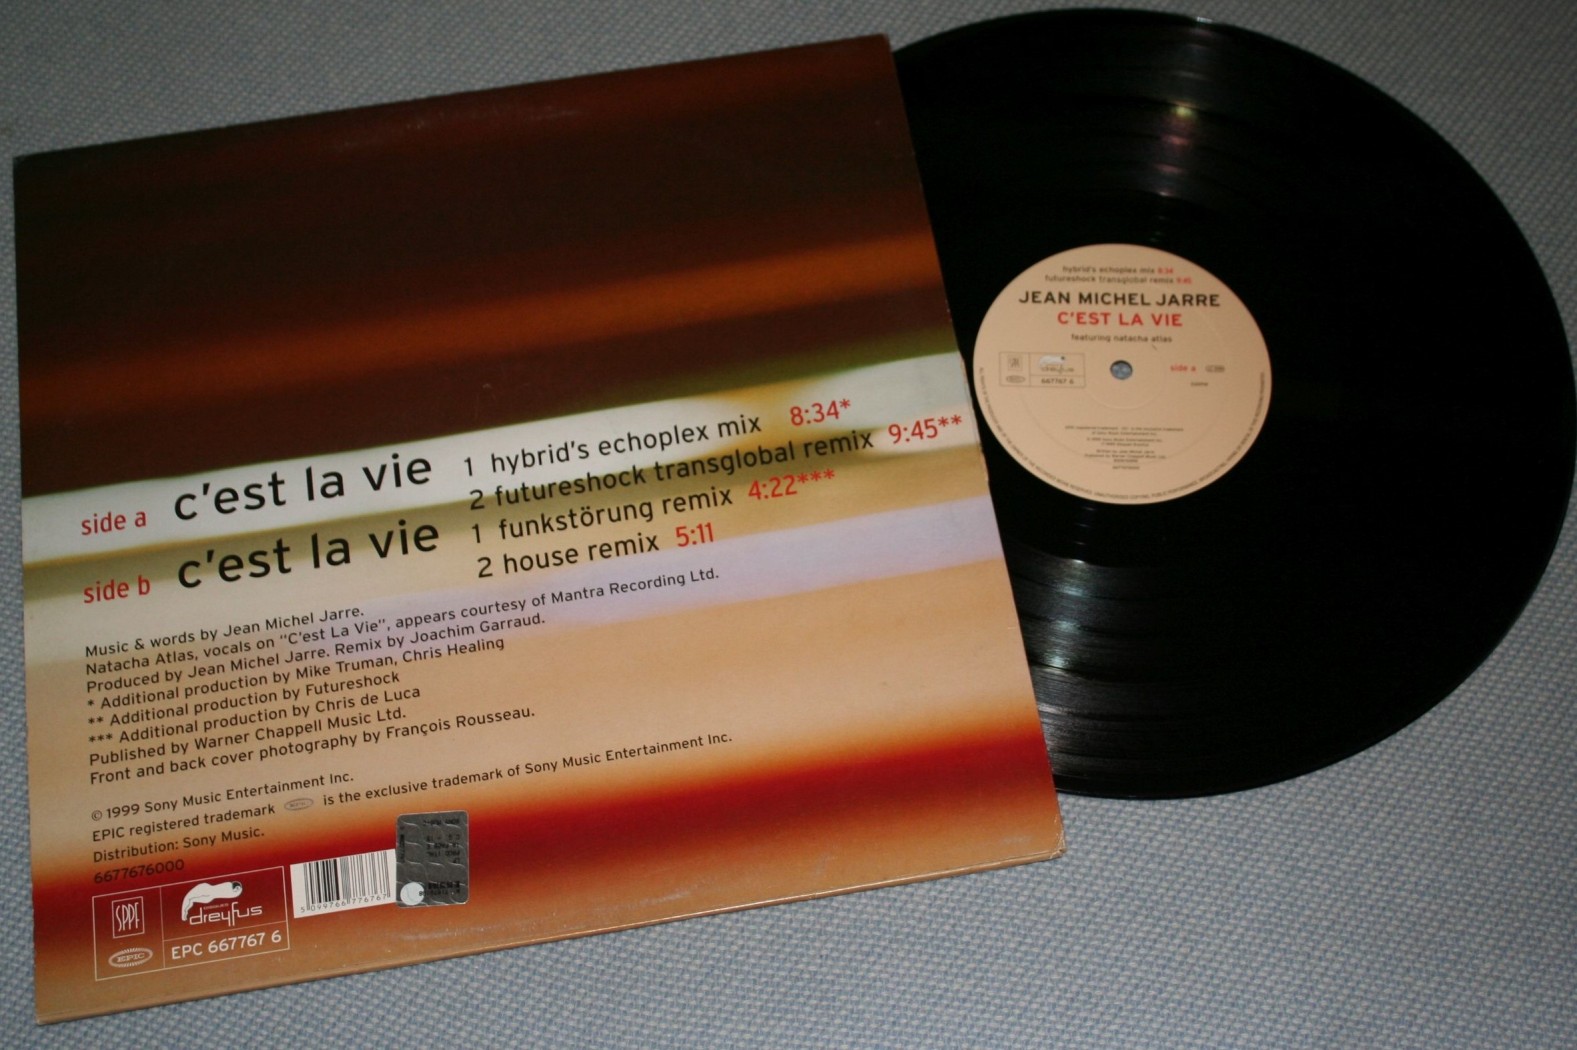 side a c'est la vie 1 hybrid's echoplex mix 8:34*
2 futureshock transglobal remix 9:45**
side b c'est la vie 1 funkstörung remix 4:22***
2 house remix 5:11
Music & words by Jean Michel Jarre.
Natacha Atlas, vocals on "C'est La Vie", appears courtesy of Mantra Recording Ltd.
Produced by Jean Michel Jarre. Remix by Joachim Garraud.
* Additional production by Mike Truman, Chris Healing
** Additional production by Futureshock
*** Additional production by Chris de Luca
Published by Warner Chappell Music Ltd.
Front and back cover photography by François Rousseau.
© 1999 Sony Music Entertainment Inc.
EPIC registered trademark is the exclusive trademark of Sony Music Entertainment Inc.
Distribution: Sony Music.
6677676000
SPPF
dreyfus
EPIC
EPC 667767 6
5 099766 776767
hybrid's echoplex mix 8:34
futureshock transglobal remix 9:45
JEAN MICHEL JARRE
C'EST LA VIE
featuring natacha atlas
dreyfus
667767 6
side a